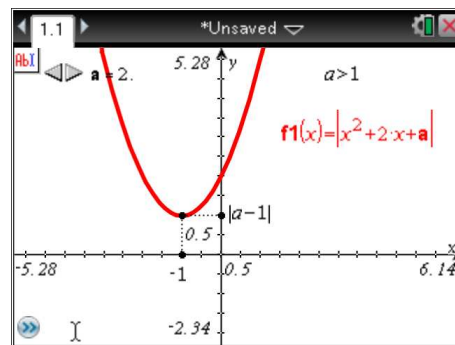 1.1 *Unsaved
AbI
a = 2. 5.28 y a>1
f1(x)=|x²+2·x+a|
|a−1|
0.5
x
-5.28 -1 0.5 6.14
-2.34